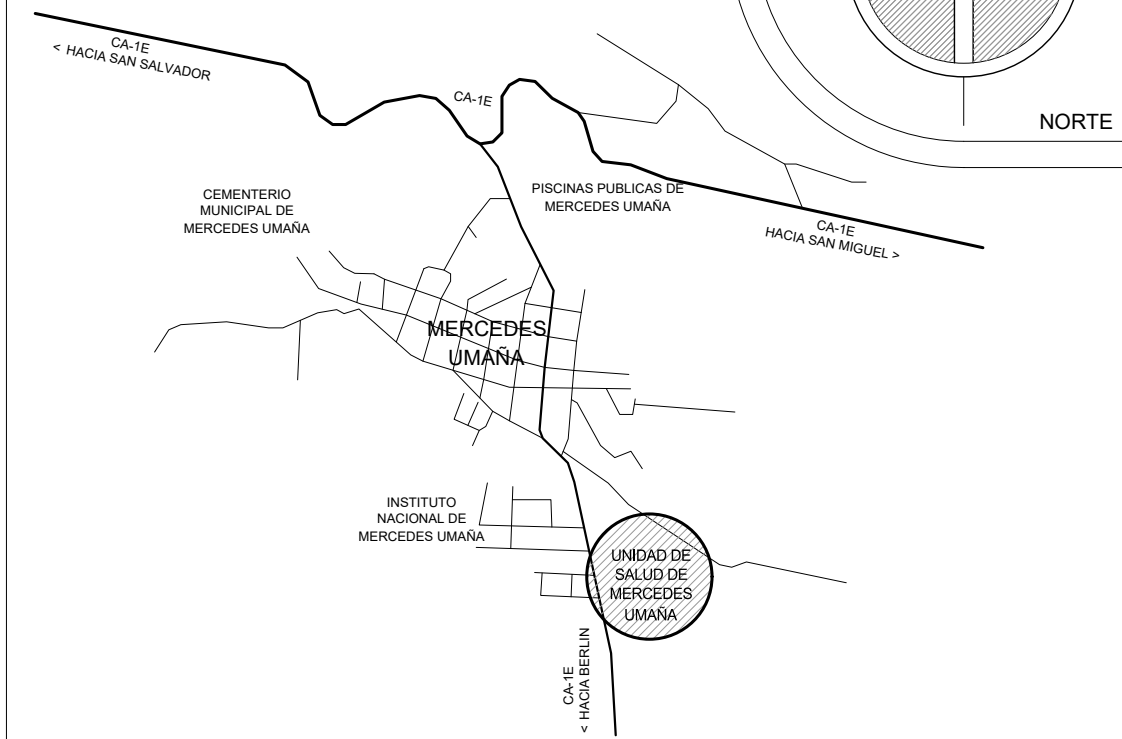 CA-1E
< HACIA SAN SALVADOR
CA-1E
NORTE
CEMENTERIO
MUNICIPAL DE
MERCEDES UMAÑA
PISCINAS PUBLICAS DE
MERCEDES UMAÑA
CA-1E
HACIA SAN MIGUEL >
MERCEDES
UMAÑA
INSTITUTO
NACIONAL DE
MERCEDES UMAÑA
UNIDAD DE
SALUD DE
MERCEDES
UMAÑA
CA-1E
< HACIA BERLIN